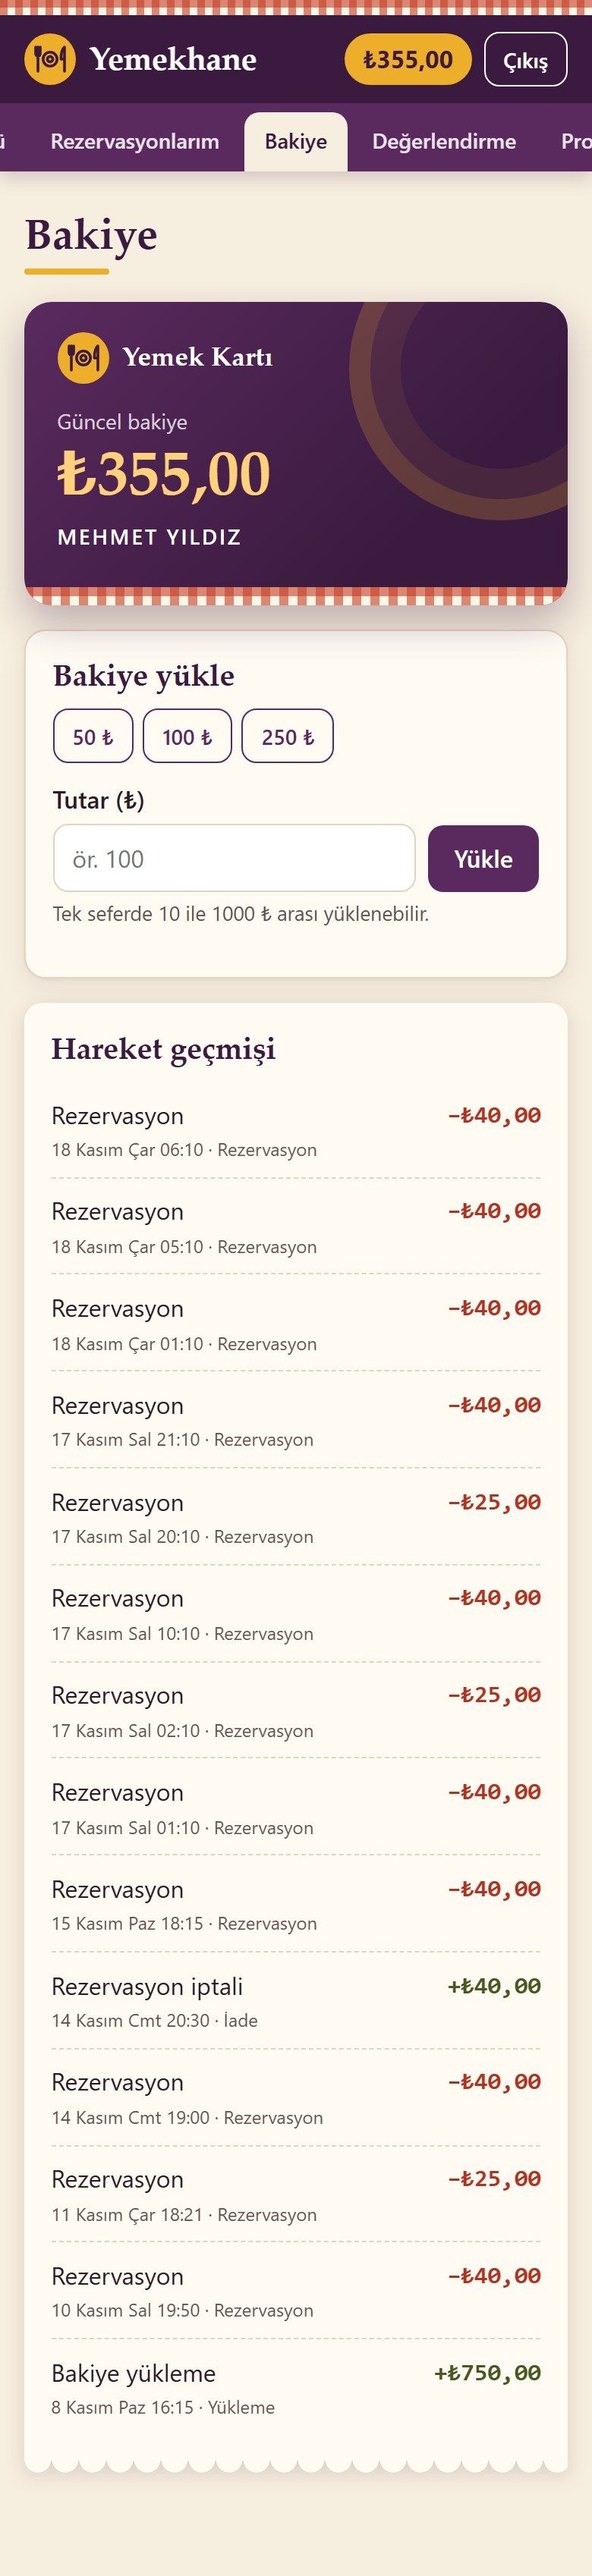 Yemekhane
₺355,00
Çıkış
ü
Rezervasyonlarım
Bakiye
Değerlendirme
Pro
Bakiye
Yemek Kartı
Güncel bakiye
₺355,00
MEHMET YILDIZ
Bakiye yükle
50 ₺
100 ₺
250 ₺
Tutar (₺)
ör. 100
Yükle
Tek seferde 10 ile 1000 ₺ arası yüklenebilir.
Hareket geçmişi
Rezervasyon
−₺40,00
18 Kasım Çar 06:10 · Rezervasyon
Rezervasyon
−₺40,00
18 Kasım Çar 05:10 · Rezervasyon
Rezervasyon
−₺40,00
18 Kasım Çar 01:10 · Rezervasyon
Rezervasyon
−₺40,00
17 Kasım Sal 21:10 · Rezervasyon
Rezervasyon
−₺25,00
17 Kasım Sal 20:10 · Rezervasyon
Rezervasyon
−₺40,00
17 Kasım Sal 10:10 · Rezervasyon
Rezervasyon
−₺25,00
17 Kasım Sal 02:10 · Rezervasyon
Rezervasyon
−₺40,00
17 Kasım Sal 01:10 · Rezervasyon
Rezervasyon
−₺40,00
15 Kasım Paz 18:15 · Rezervasyon
Rezervasyon iptali
+₺40,00
14 Kasım Cmt 20:30 · İade
Rezervasyon
−₺40,00
14 Kasım Cmt 19:00 · Rezervasyon
Rezervasyon
−₺25,00
11 Kasım Çar 18:21 · Rezervasyon
Rezervasyon
−₺40,00
10 Kasım Sal 19:50 · Rezervasyon
Bakiye yükleme
+₺750,00
8 Kasım Paz 16:15 · Yükleme